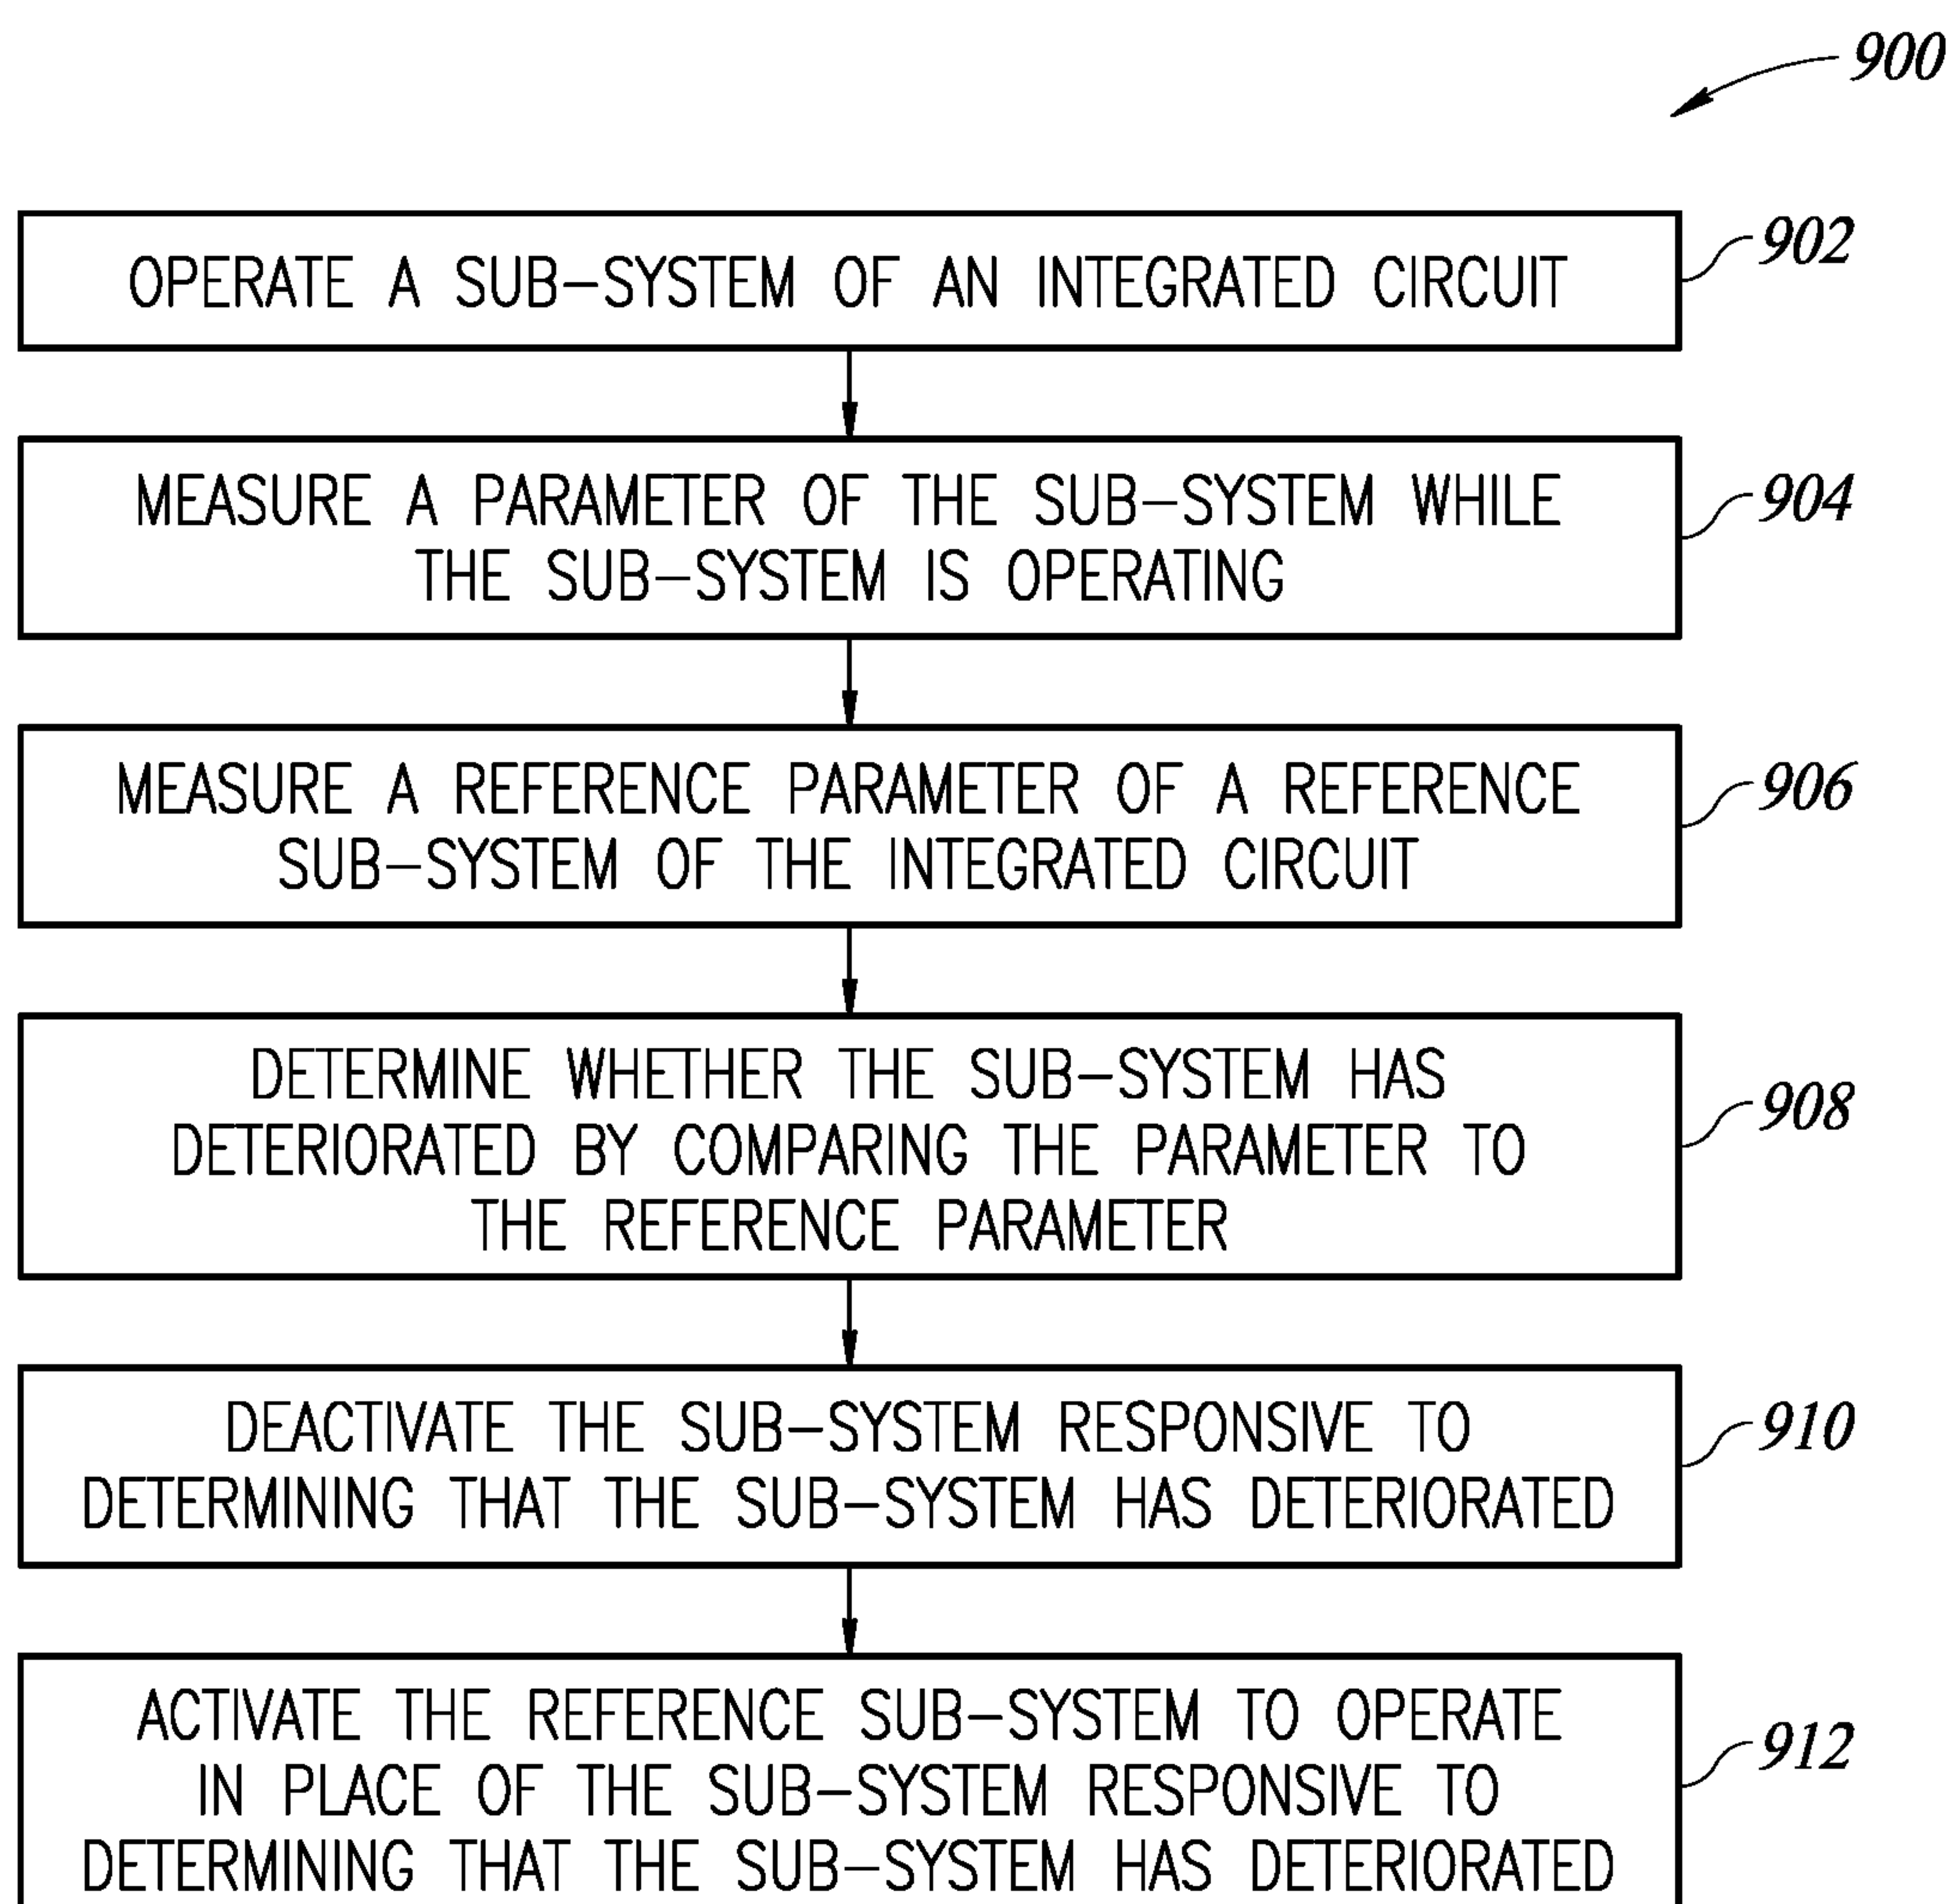 900
OPERATE A SUB-SYSTEM OF AN INTEGRATED CIRCUIT
902
MEASURE A PARAMETER OF THE SUB-SYSTEM WHILE
THE SUB-SYSTEM IS OPERATING
904
MEASURE A REFERENCE PARAMETER OF A REFERENCE
SUB-SYSTEM OF THE INTEGRATED CIRCUIT
906
DETERMINE WHETHER THE SUB-SYSTEM HAS
DETERIORATED BY COMPARING THE PARAMETER TO
THE REFERENCE PARAMETER
908
DEACTIVATE THE SUB-SYSTEM RESPONSIVE TO
DETERMINING THAT THE SUB-SYSTEM HAS DETERIORATED
910
ACTIVATE THE REFERENCE SUB-SYSTEM TO OPERATE
IN PLACE OF THE SUB-SYSTEM RESPONSIVE TO
DETERMINING THAT THE SUB-SYSTEM HAS DETERIORATED
912